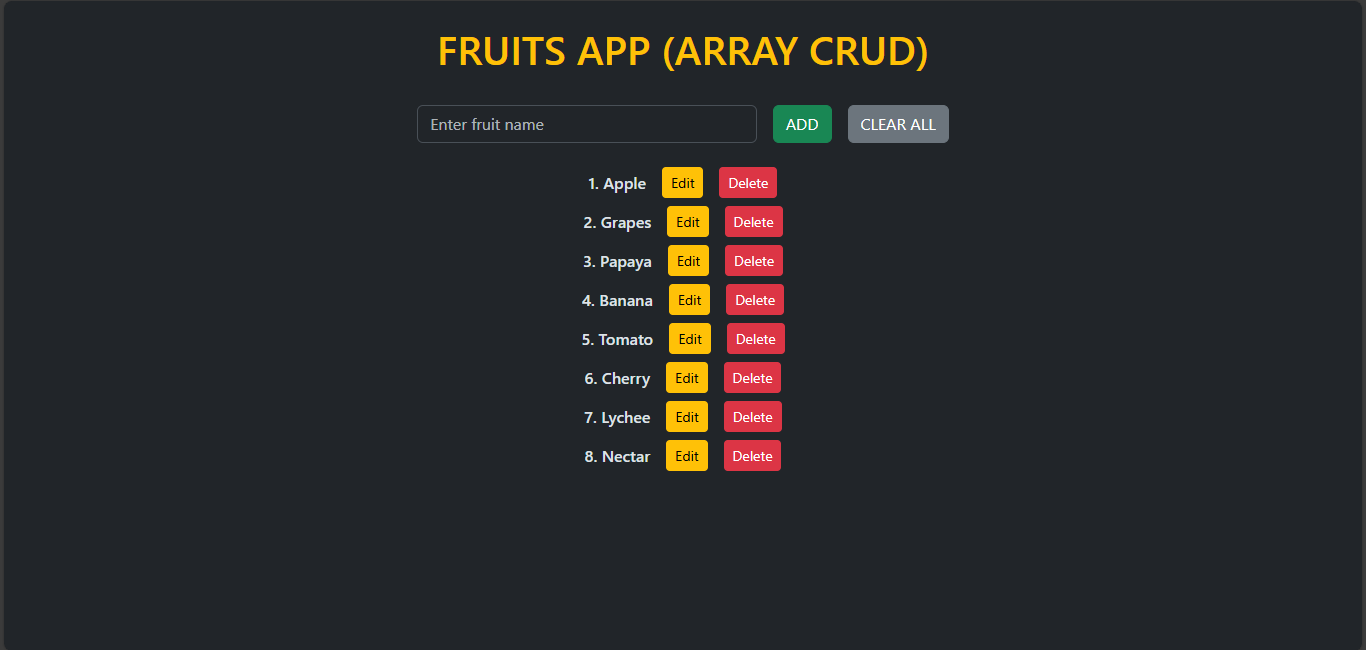 FRUITS APP (ARRAY CRUD)
Enter fruit name ADD CLEAR ALL
1. Apple Edit Delete
2. Grapes Edit Delete
3. Papaya Edit Delete
4. Banana Edit Delete
5. Tomato Edit Delete
6. Cherry Edit Delete
7. Lychee Edit Delete
8. Nectar Edit Delete